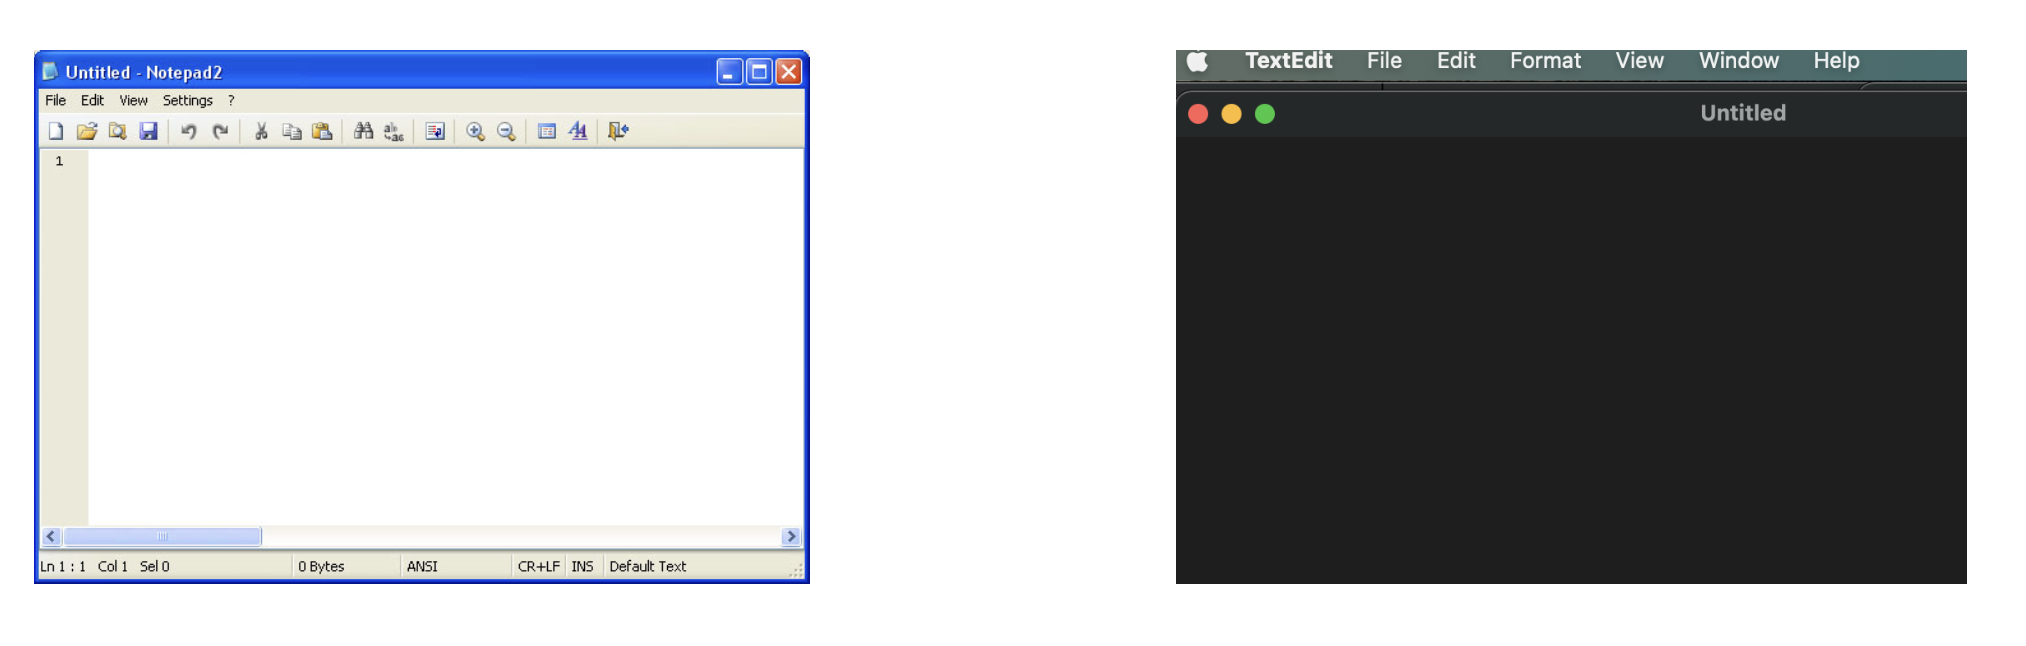 Untitled - Notepad2
File Edit View Settings ?
1
Ln 1 : 1 Col 1 Sel 0 0 Bytes ANSI CR+LF INS Default Text
TextEdit File Edit Format View Window Help
Untitled